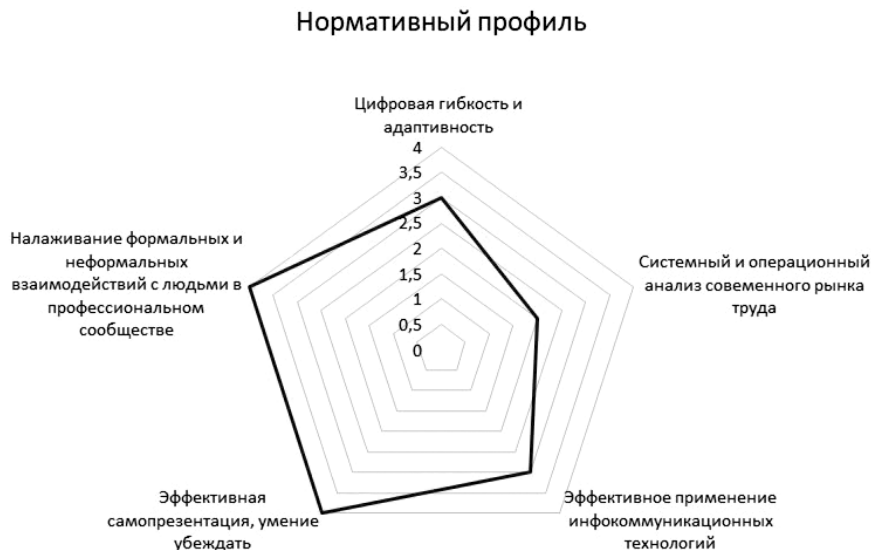 Нормативный профиль
Цифровая гибкость и
адаптивность
4
3,5
3
2,5
2
1,5
1
0,5
0
Системный и операционный
анализ совеменного рынка
труда
Эффективное применение
инфокоммуникационных
технологий
Эффективная
самопрезентация, умение
убеждать
Налаживание формальных и
неформальных
взаимодействий с людьми в
профессиональном
сообществе